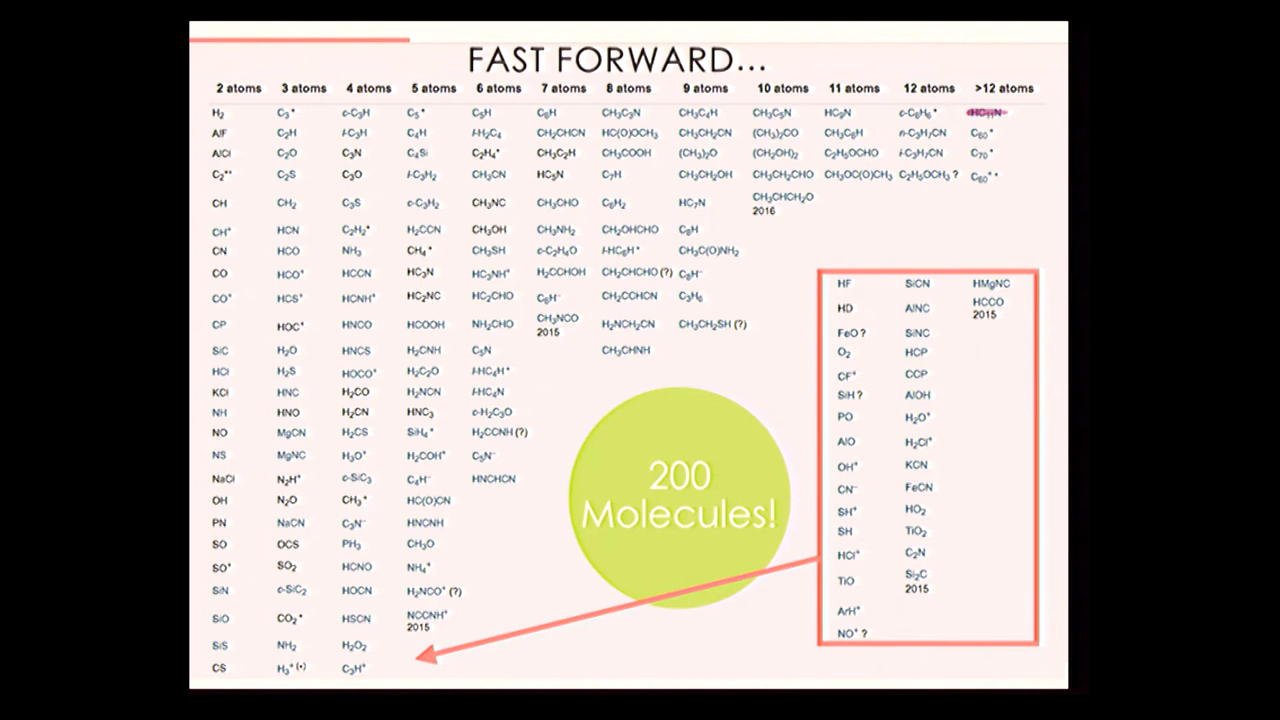 FAST FORWARD...
2 atoms 3 atoms 4 atoms 5 atoms 6 atoms 7 atoms 8 atoms 9 atoms 10 atoms 11 atoms 12 atoms >12 atoms
H₂ C₃* c-C₃H C₅* C₅H C₆H CH₃C₃N CH₃C₄H CH₃C₅N HC₉N c-C₆H₆* HC₁₁N
AlF C₂H l-C₃H C₄H l-H₂C₄ CH₂CHCN HC(O)OCH₃ CH₃CH₂CN (CH₃)₂CO CH₃C₆H n-C₃H₇CN C₆₀*
AlCl C₂O C₃N C₄Si C₂H₄* CH₃C₂H CH₃COOH (CH₃)₂O (CH₂OH)₂ C₂H₅OCHO i-C₃H₇CN C₇₀*
C₂** C₂S C₃O l-C₃H₂ CH₃CN HC₅N C₇H CH₃CH₂OH CH₃CH₂CHO CH₃OC(O)CH₃ C₂H₅OCH₃ ? C₆₀⁺*
CH CH₂ C₃S c-C₃H₂ CH₃NC CH₃CHO C₆H₂ HC₇N CH₃CHCH₂O
2016
CH⁺ HCN C₂H₂* H₂CCN CH₃OH CH₃NH₂ CH₂OHCHO C₈H
CN HCO NH₃ CH₄* CH₃SH c-C₂H₄O l-HC₆H* CH₃C(O)NH₂
CO HCO⁺ HCCN HC₃N HC₃NH⁺ H₂CCHOH CH₂CHCHO (?) C₈H⁻
CO⁺ HCS⁺ HCNH⁺ HC₂NC HC₂CHO C₆H⁻ CH₂CCHCN C₃H₆
CP HOC⁺ HNCO HCOOH NH₂CHO CH₃NCO H₂NCH₂CN CH₃CH₂SH (?)
2015
SiC H₂O HNCS H₂CNH C₅N CH₃CHNH
HCl H₂S HOCO⁺ H₂C₂O l-HC₄H*
KCl HNC H₂CO H₂NCN l-HC₄N
NH HNO H₂CN HNC₃ c-H₂C₃O
NO MgCN H₂CS SiH₄* H₂CCNH (?)
NS MgNC H₃O⁺ H₂COH⁺ C₅N⁻
NaCl N₂H⁺ c-SiC₃ C₄H⁻ HNCHCN
OH N₂O CH₃* HC(O)CN
PN NaCN C₃N⁻ HNCNH
SO OCS PH₃ CH₃O
SO⁺ SO₂ HCNO NH₄⁺
SiN c-SiC₂ HOCN H₂NCO⁺ (?)
SiO CO₂* HSCN NCCNH⁺
2015
SiS NH₂ H₂O₂
CS H₃⁺(*) C₃H⁺
200
Molecules!
HF SiCN HMgNC
HD AlNC HCCO
2015
FeO ? SiNC
O₂ HCP
CF⁺ CCP
SiH ? AlOH
PO H₂O⁺
AlO H₂Cl⁺
OH⁺ KCN
CN⁻ FeCN
SH⁺ HO₂
SH TiO₂
HCl⁺ C₂N
TiO Si₂C
2015
ArH⁺
NO⁺ ?